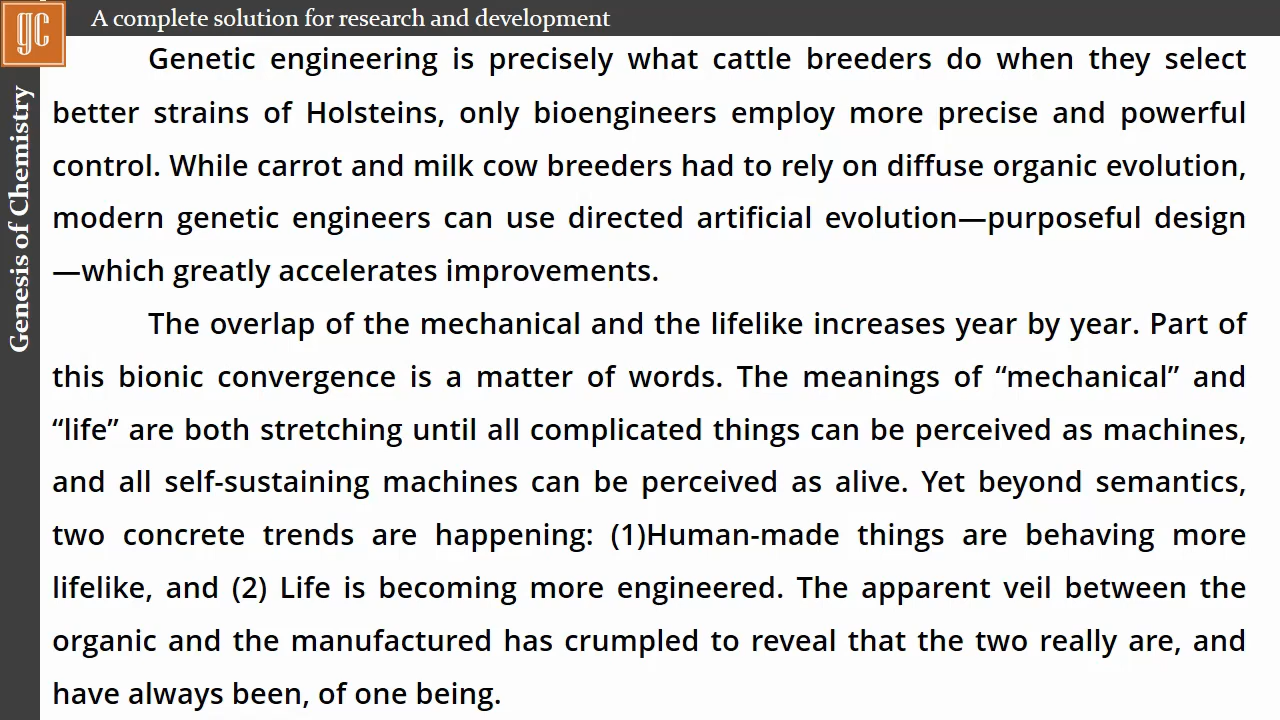 gc
A complete solution for research and development
Genesis of Chemistry
Genetic engineering is precisely what cattle breeders do when they select
better strains of Holsteins, only bioengineers employ more precise and powerful
control. While carrot and milk cow breeders had to rely on diffuse organic evolution,
modern genetic engineers can use directed artificial evolution—purposeful design
—which greatly accelerates improvements.
The overlap of the mechanical and the lifelike increases year by year. Part of
this bionic convergence is a matter of words. The meanings of “mechanical” and
“life” are both stretching until all complicated things can be perceived as machines,
and all self-sustaining machines can be perceived as alive. Yet beyond semantics,
two concrete trends are happening: (1)Human-made things are behaving more
lifelike, and (2) Life is becoming more engineered. The apparent veil between the
organic and the manufactured has crumpled to reveal that the two really are, and
have always been, of one being.